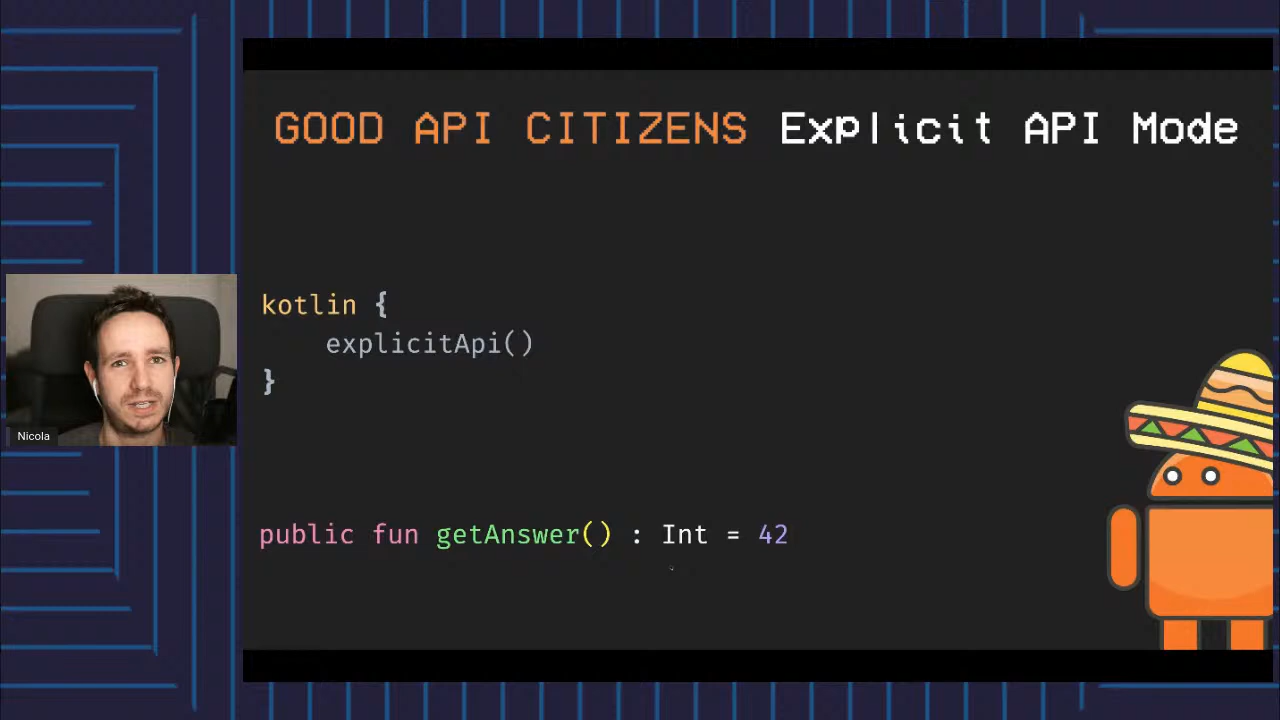 GOOD API CITIZENS Explicit API Mode
kotlin {
explicitApi()
}
Nicola
public fun getAnswer() : Int = 42